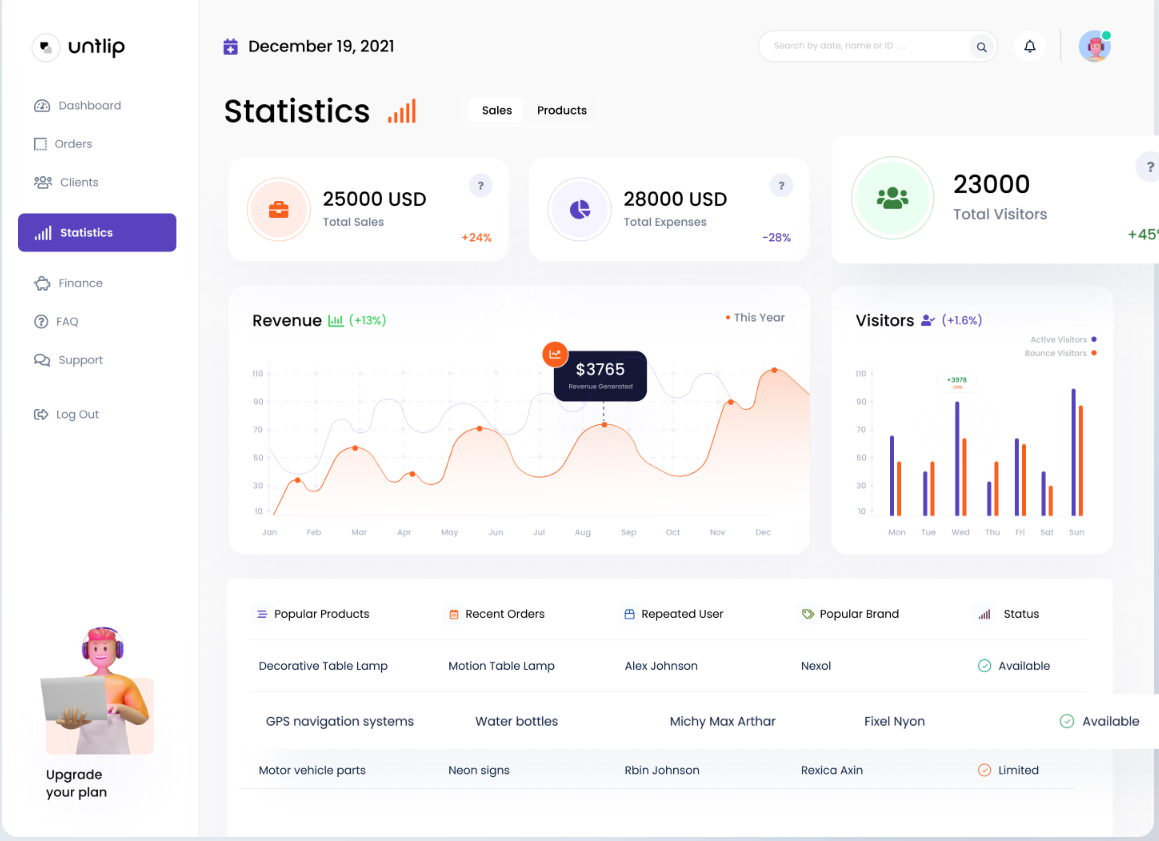 untlip
December 19, 2021
Search by date, name or ID . . .
Dashboard
Orders
Clients
Statistics
Finance
FAQ
Support
Log Out
Upgrade
your plan
Statistics
Sales Products
25000 USD ?
Total Sales
+24%
28000 USD ?
Total Expenses
-28%
23000 ?
Total Visitors
+45
Revenue (+13%)
This Year
$3765
Revenue Generated
110
90
70
50
30
10
Jan Feb Mar Apr May Jun Jul Aug Sep Oct Nov Dec
Visitors (+1.6%)
Active Visitors
Bounce Visitors
+3978
110
90
70
50
30
10
Mon Tue Wed Thu Fri Sat Sun
Popular Products Recent Orders Repeated User Popular Brand Status
Decorative Table Lamp Motion Table Lamp Alex Johnson Nexol Available
GPS navigation systems Water bottles Michy Max Arthar Fixel Nyon Available
Motor vehicle parts Neon signs Rbin Johnson Rexica Axin Limited